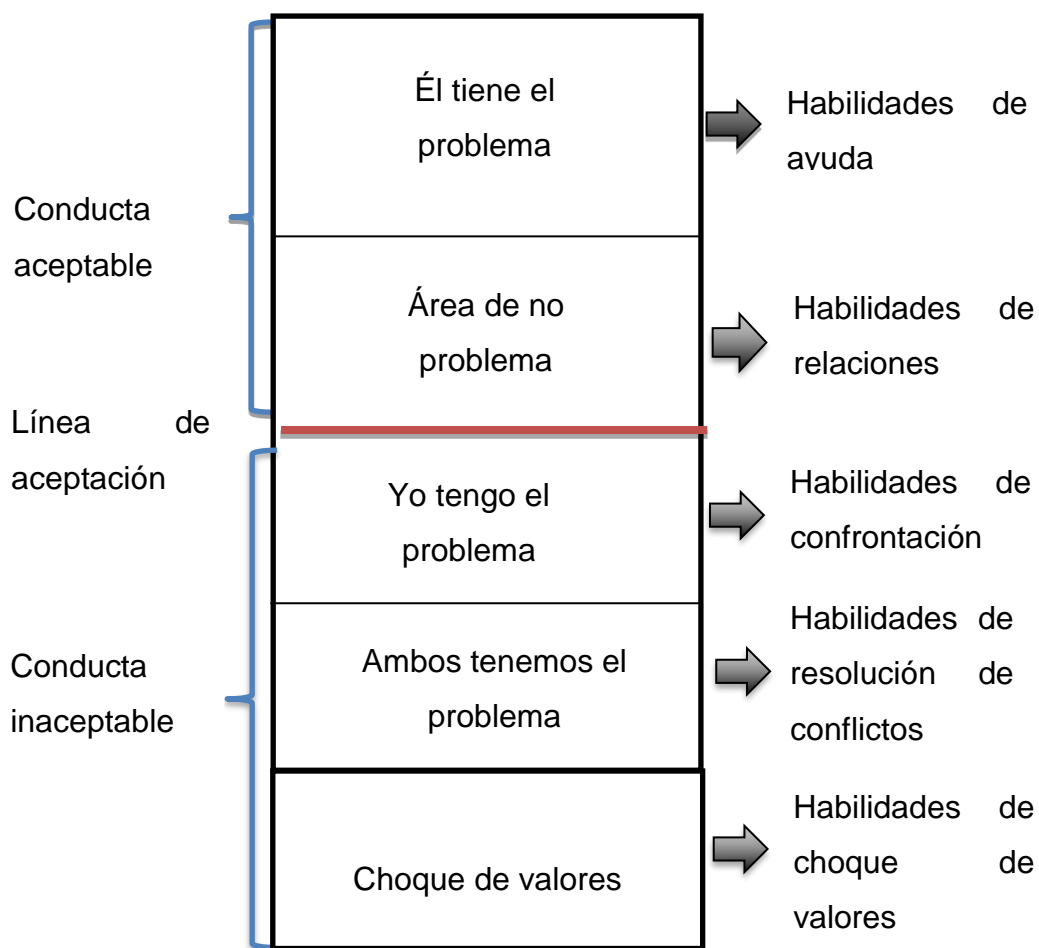 Él tiene el
problema
Habilidades de
ayuda
Conducta
aceptable
Área de no
problema
Habilidades de
relaciones
Línea de
aceptación
Yo tengo el
problema
Habilidades de
confrontación
Conducta
inaceptable
Ambos tenemos el
problema
Habilidades de
resolución de
conflictos
Choque de valores
Habilidades de
choque de
valores